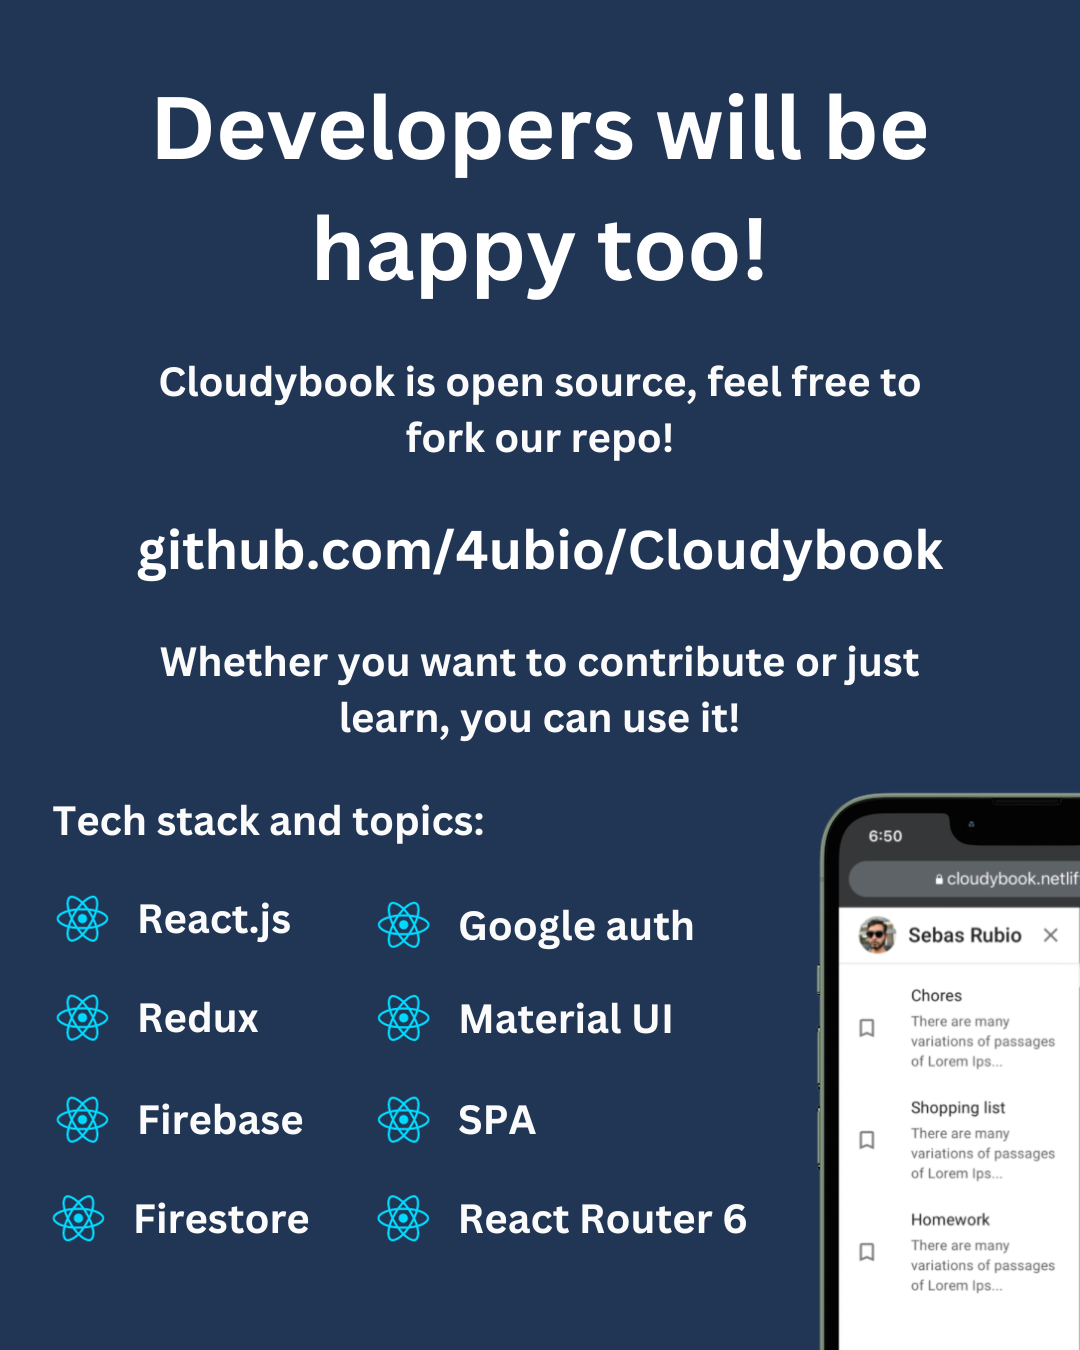 Developers will be
happy too!
Cloudybook is open source, feel free to
fork our repo!
github.com/4ubio/Cloudybook
Whether you want to contribute or just
learn, you can use it!
Tech stack and topics:
React.js
Google auth
Redux
Material UI
Firebase
SPA
Firestore
React Router 6
6:50
cloudybook.netlif
Sebas Rubio
Chores
There are many
variations of passages
of Lorem Ips...
Shopping list
There are many
variations of passages
of Lorem Ips...
Homework
There are many
variations of passages
of Lorem Ips...